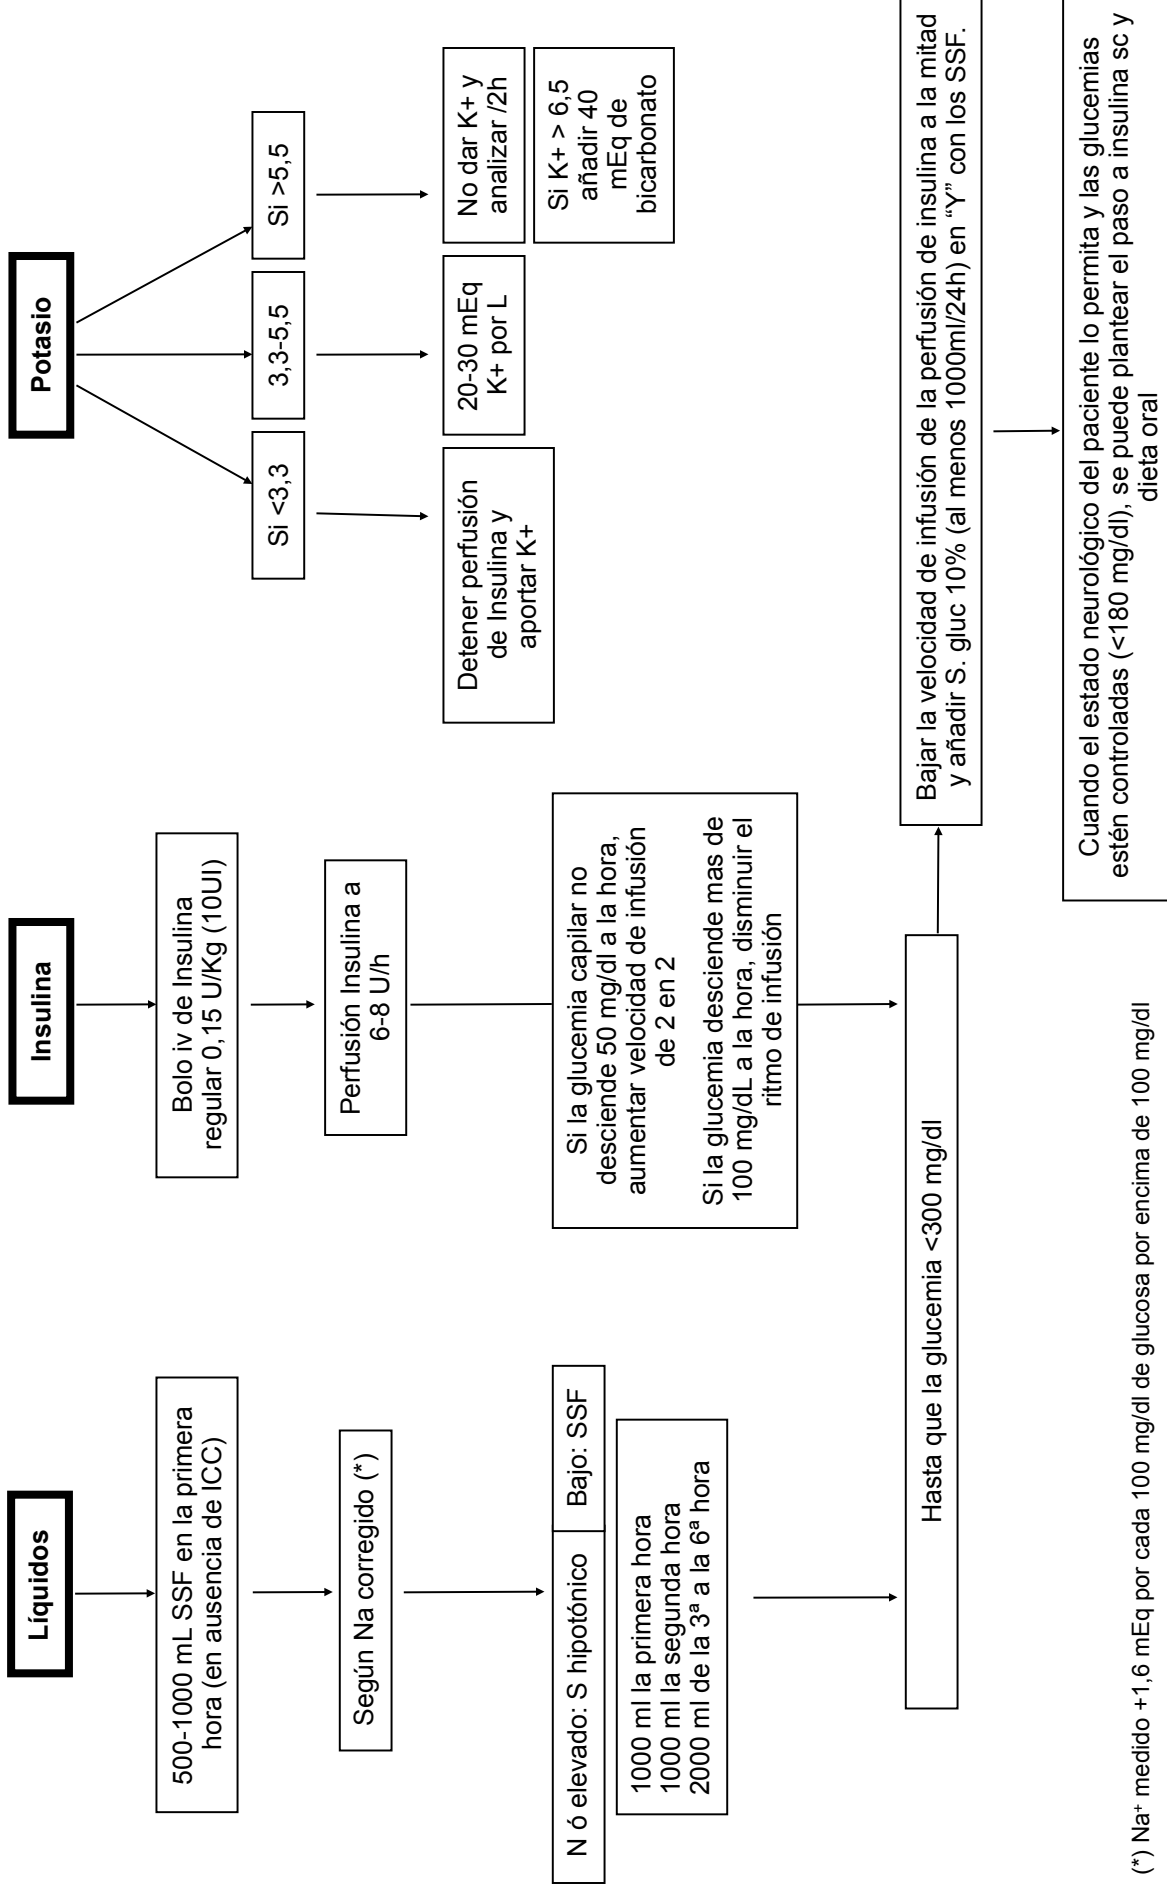 Líquidos
500-1000 mL SSF en la primera
hora (en ausencia de ICC)
Según Na corregido (*)
N ó elevado: S hipotónico
Bajo: SSF
1000 ml la primera hora
1000 ml la segunda hora
2000 ml de la 3ª a la 6ª hora
Insulina
Bolo iv de Insulina
regular 0,15 U/Kg (10UI)
Perfusión Insulina a
6-8 U/h
Si la glucemia capilar no
desciende 50 mg/dl a la hora,
aumentar velocidad de infusión
de 2 en 2
Si la glucemia desciende mas de
100 mg/dL a la hora, disminuir el
ritmo de infusión
Potasio
Si <3,3
3,3-5,5
Si >5,5
Detener perfusión
de Insulina y
aportar K+
20-30 mEq
K+ por L
No dar K+ y
analizar /2h
Si K+ > 6,5
añadir 40
mEq de
bicarbonato
Hasta que la glucemia <300 mg/dl
Bajar la velocidad de infusión de la perfusión de insulina a la mitad
y añadir S. gluc 10% (al menos 1000ml/24h) en “Y” con los SSF.
Cuando el estado neurológico del paciente lo permita y las glucemias
estén controladas (<180 mg/dl), se puede plantear el paso a insulina sc y
dieta oral
(*) Na⁺ medido +1,6 mEq por cada 100 mg/dl de glucosa por encima de 100 mg/dl